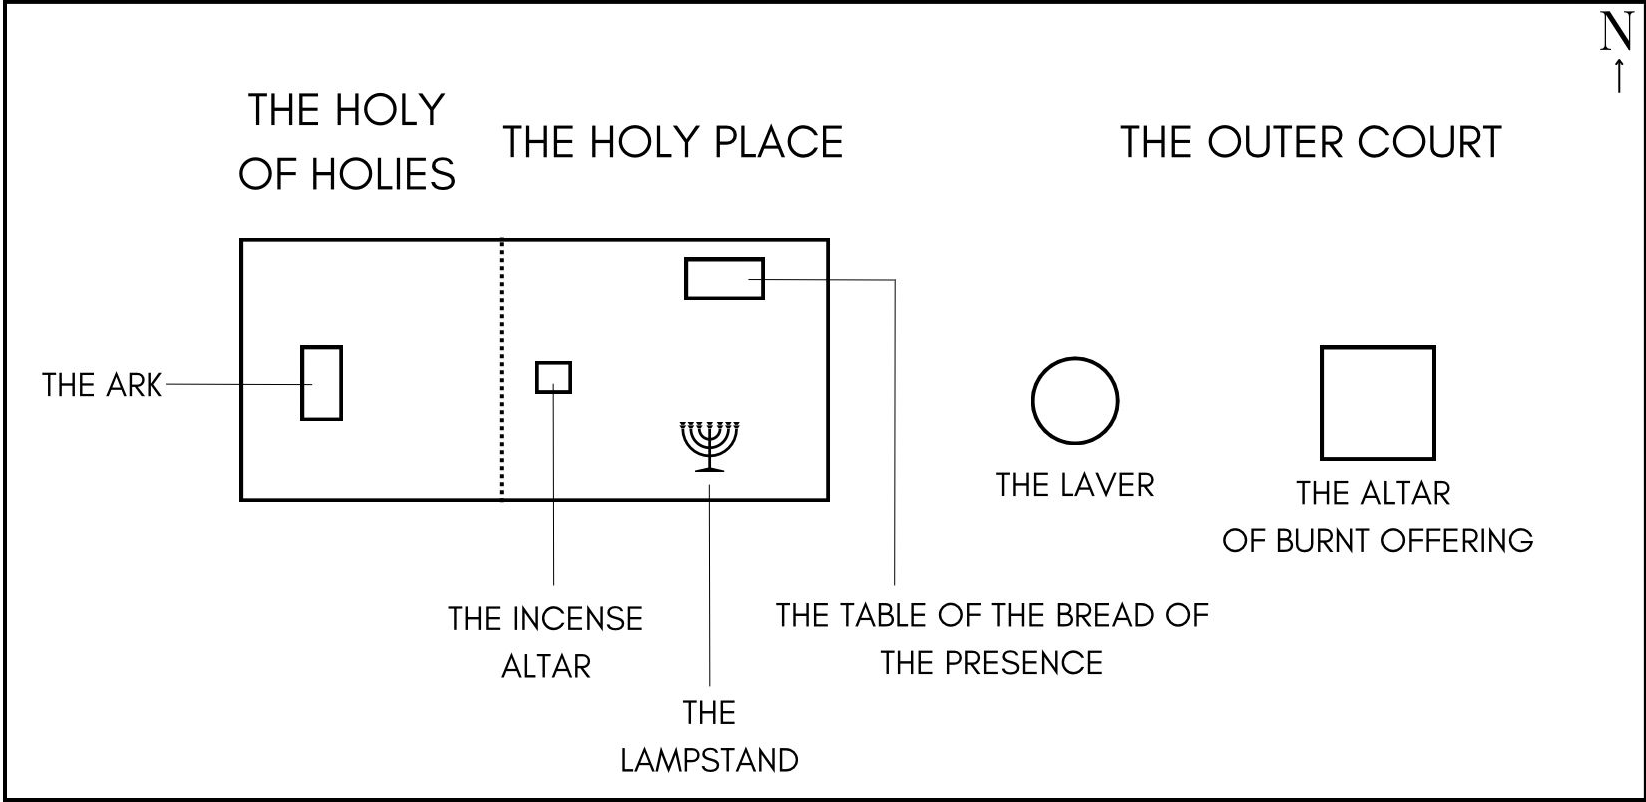 N
THE HOLY
OF HOLIES
THE HOLY PLACE
THE OUTER COURT
THE ARK
THE LAVER
THE ALTAR
OF BURNT OFFERING
THE INCENSE
ALTAR
THE TABLE OF THE BREAD OF
THE PRESENCE
THE
LAMPSTAND